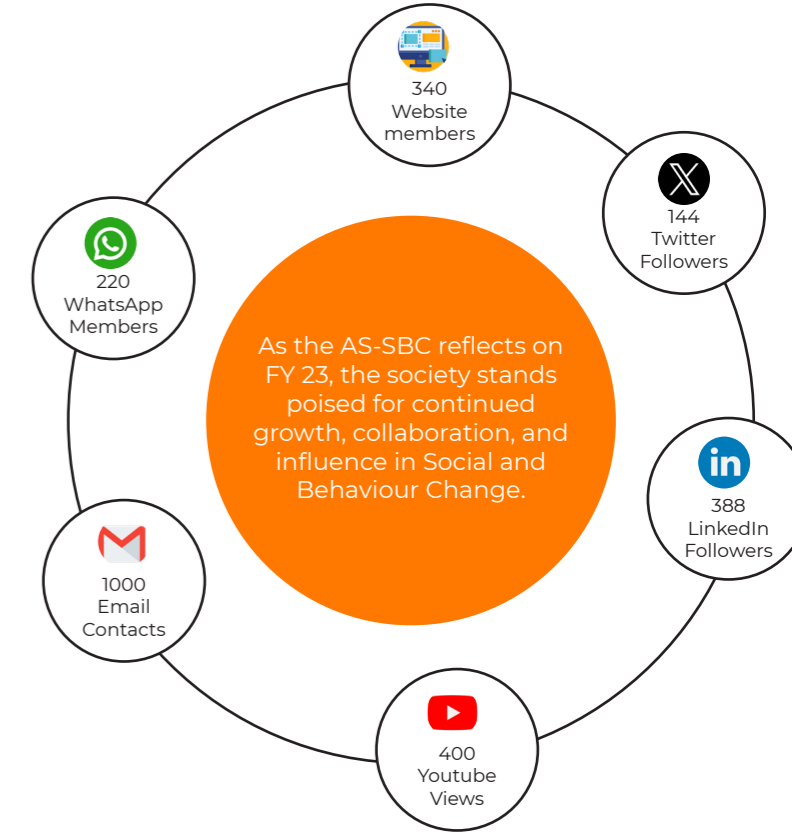 340
Website
members
144
Twitter
Followers
220
WhatsApp
Members
As the AS-SBC reflects on
FY 23, the society stands
poised for continued
growth, collaboration, and
influence in Social and
Behaviour Change.
in
388
LinkedIn
Followers
1000
Email
Contacts
400
Youtube
Views